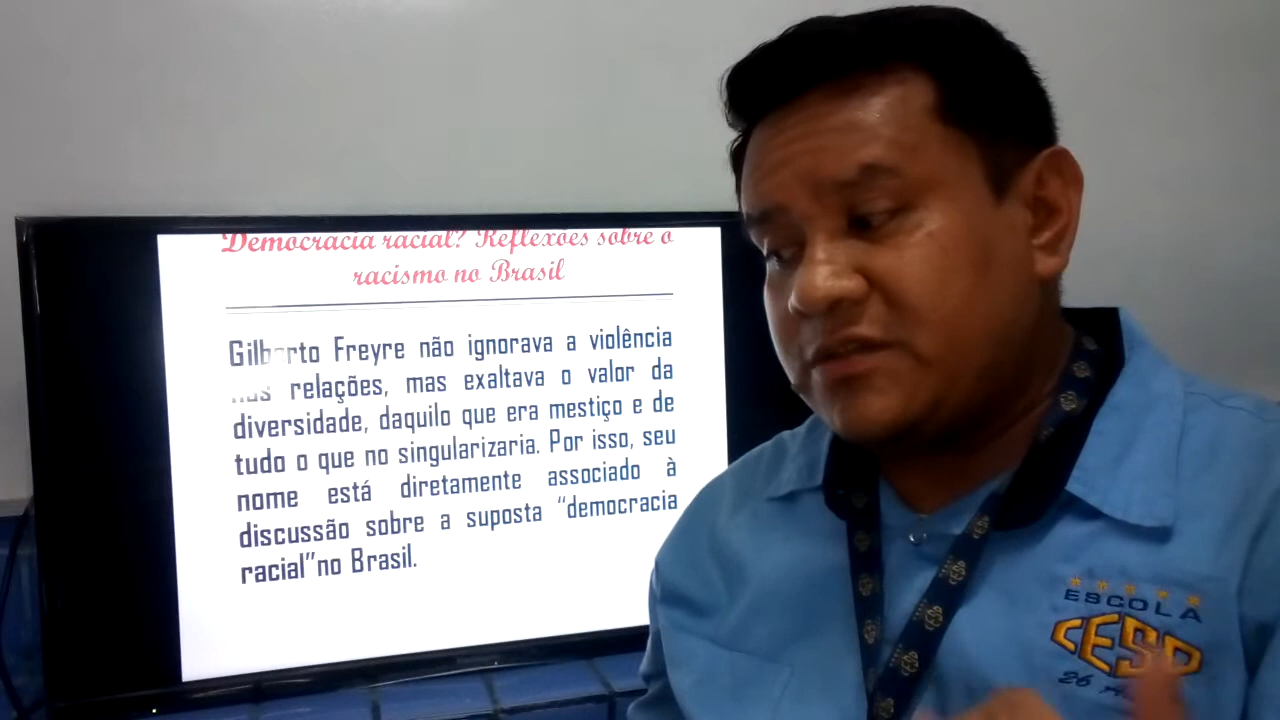 Democracia racial? Reflexões sobre o
racismo no Brasil
Gilberto Freyre não ignorava a violência
nas relações, mas exaltava o valor da
diversidade, daquilo que era mestiço e de
tudo o que no singularizaria. Por isso, seu
nome está diretamente associado à
discussão sobre a suposta “democracia
racial”no Brasil.
ESCOLA
CESD
26